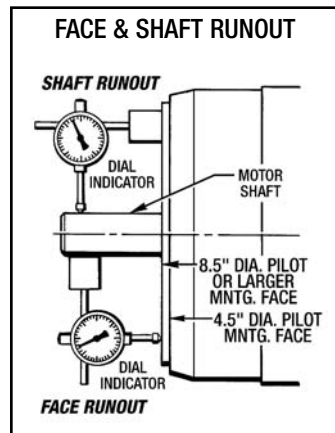 FACE & SHAFT RUNOUT
SHAFT RUNOUT
DIAL
INDICATOR
MOTOR
SHAFT
8.5" DIA. PILOT
OR LARGER
MNTG. FACE
4.5" DIA. PILOT
MNTG. FACE
DIAL
INDICATOR
FACE RUNOUT